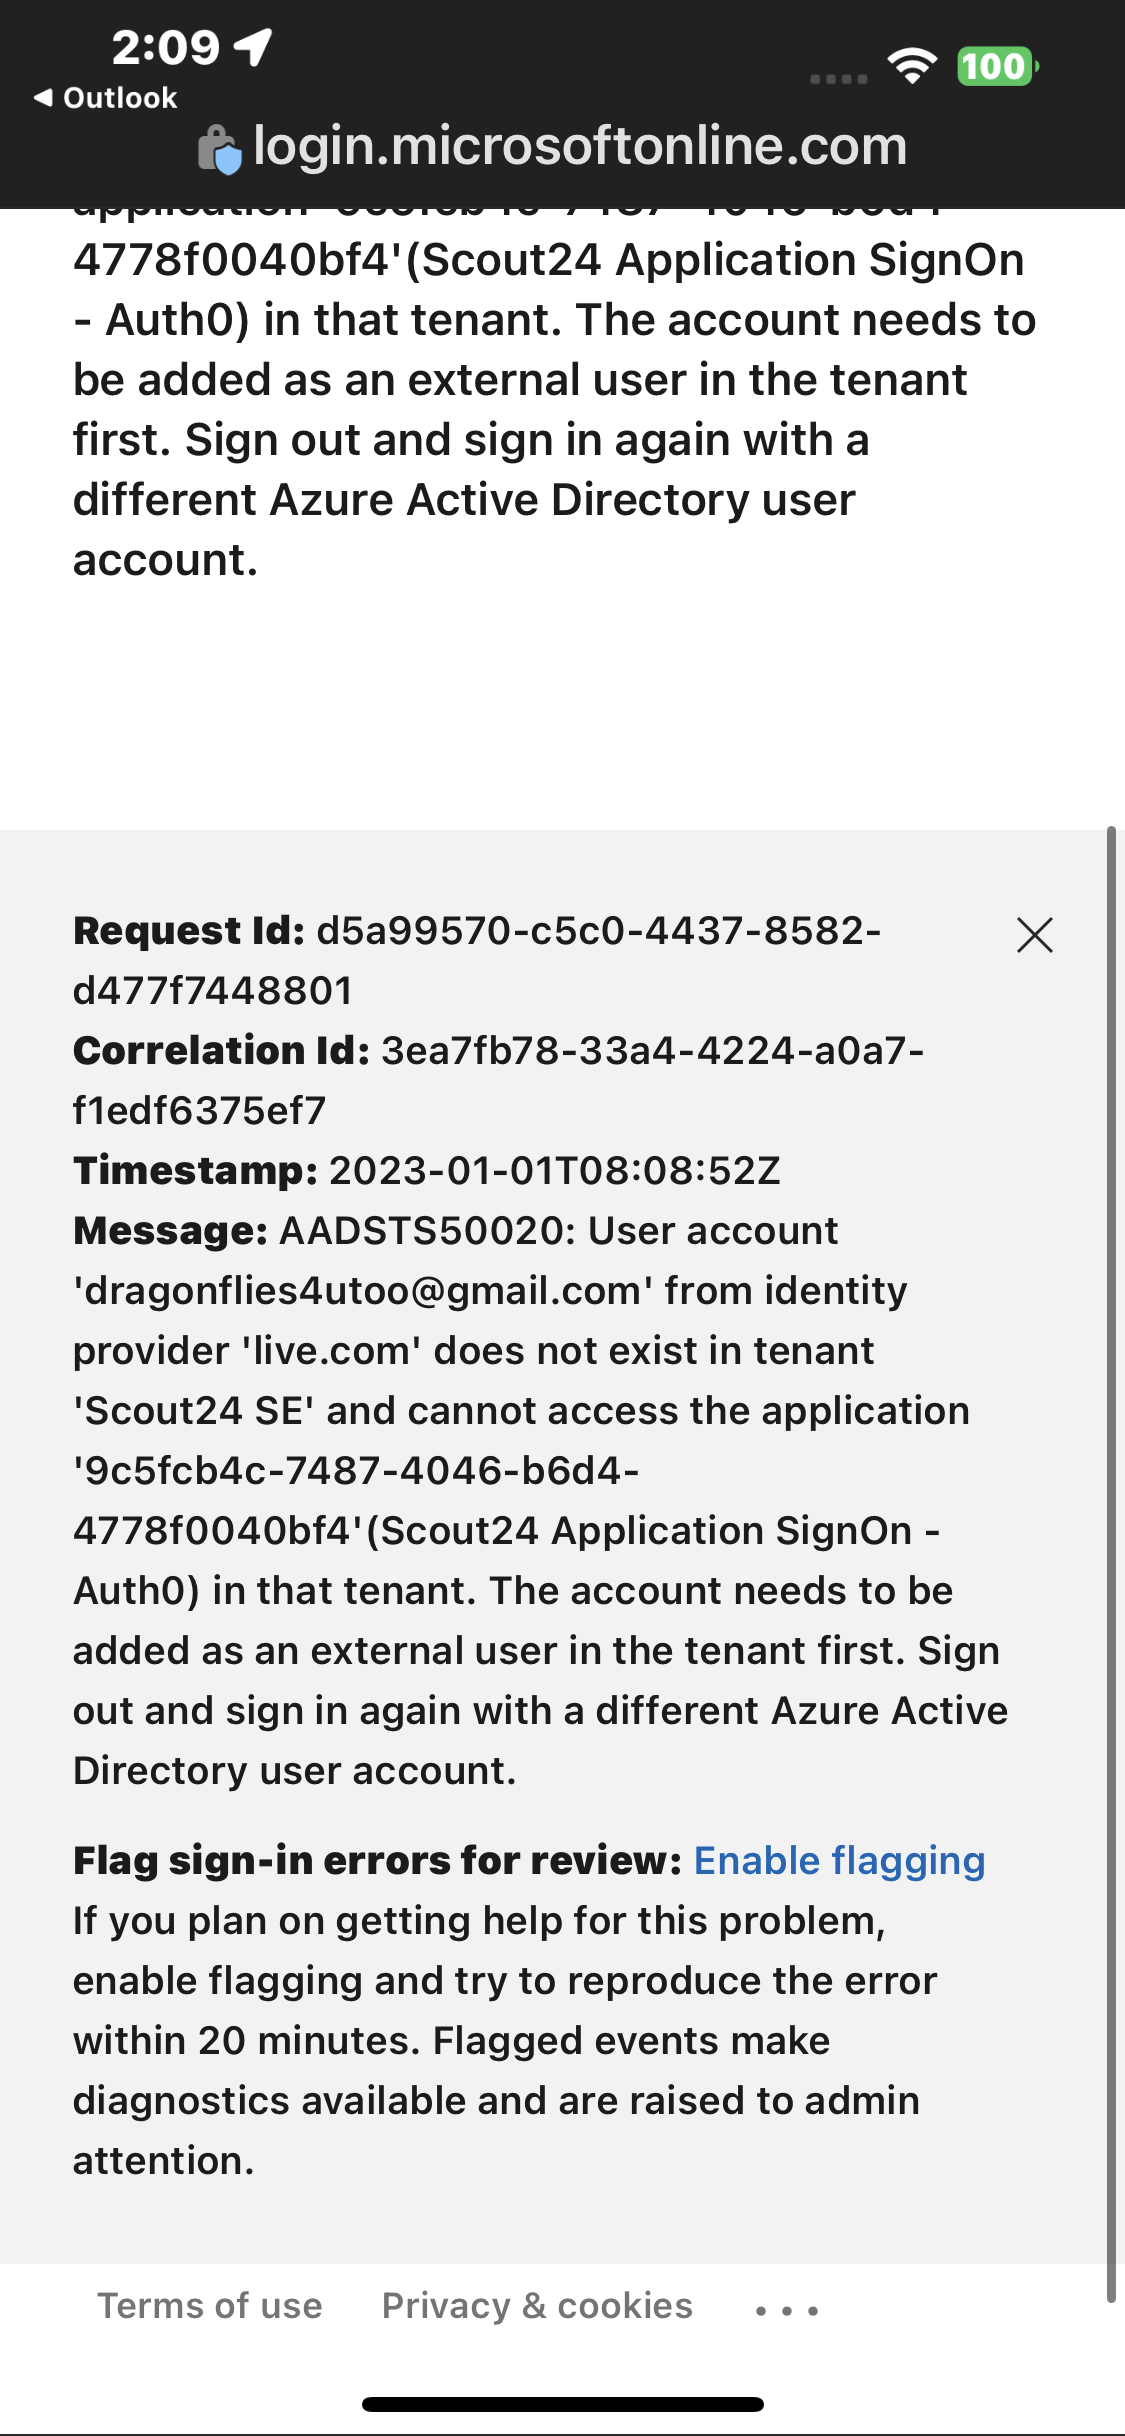 2:09
100
◀ Outlook
login.microsoftonline.com
4778f0040bf4'(Scout24 Application SignOn
- Auth0) in that tenant. The account needs to
be added as an external user in the tenant
first. Sign out and sign in again with a
different Azure Active Directory user
account.
Request Id: d5a99570-c5c0-4437-8582-
d477f7448801
Correlation Id: 3ea7fb78-33a4-4224-a0a7-
f1edf6375ef7
Timestamp: 2023-01-01T08:08:52Z
Message: AADSTS50020: User account
'dragonflies4utoo@gmail.com' from identity
provider 'live.com' does not exist in tenant
'Scout24 SE' and cannot access the application
'9c5fcb4c-7487-4046-b6d4-
4778f0040bf4'(Scout24 Application SignOn -
Auth0) in that tenant. The account needs to be
added as an external user in the tenant first. Sign
out and sign in again with a different Azure Active
Directory user account.
Flag sign-in errors for review: Enable flagging
If you plan on getting help for this problem,
enable flagging and try to reproduce the error
within 20 minutes. Flagged events make
diagnostics available and are raised to admin
attention.
Terms of use Privacy & cookies ...